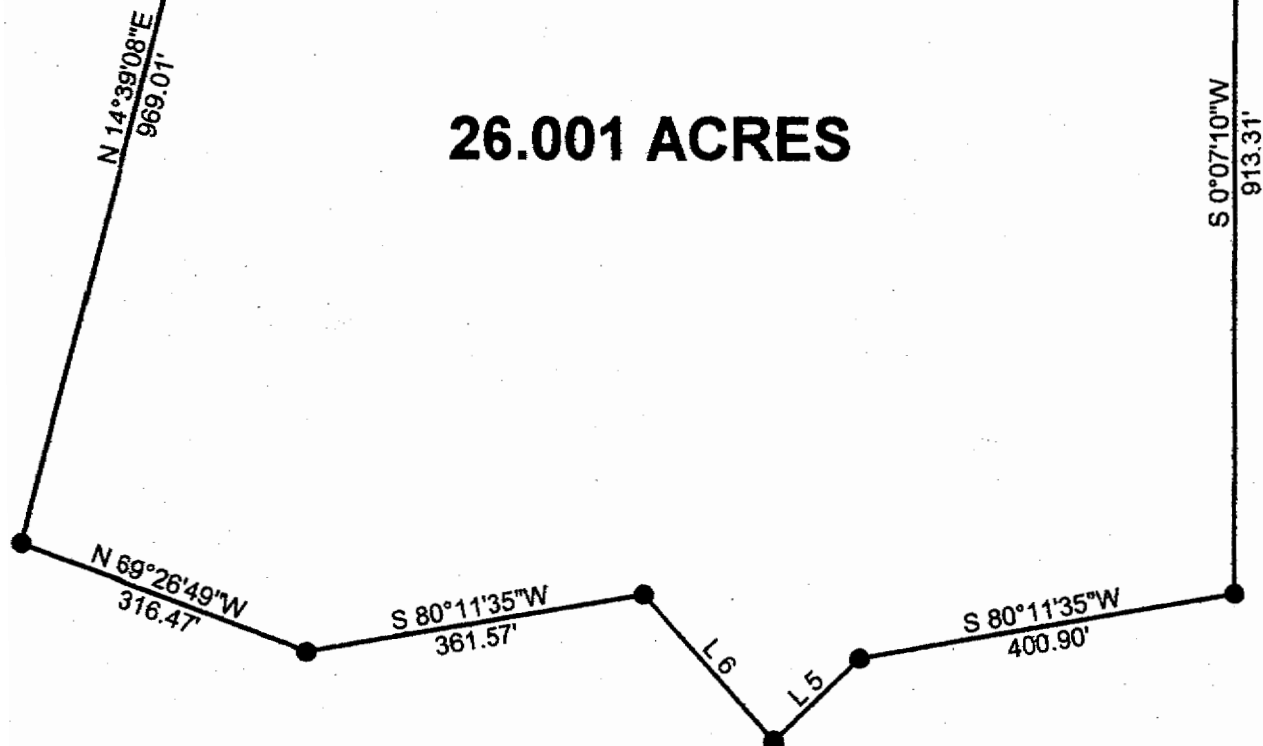 N 14°39'08"E
969.01'
26.001 ACRES
S 0°07'10"W
913.31'
N 69°26'49"W
316.47'
S 80°11'35"W
361.57'
L 6
L 5
S 80°11'35"W
400.90'